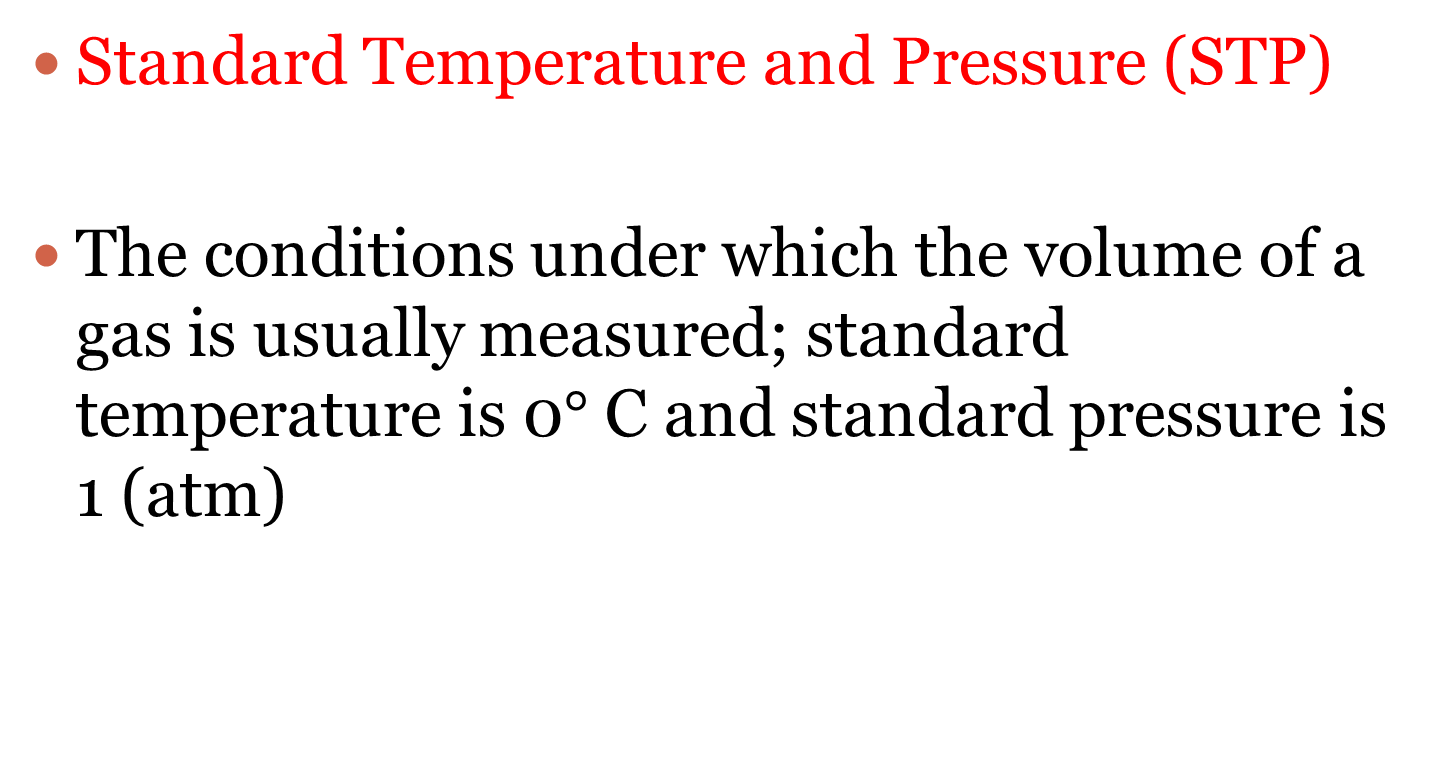 • Standard Temperature and Pressure (STP)
• The conditions under which the volume of a
gas is usually measured; standard
temperature is 0° C and standard pressure is
1 (atm)